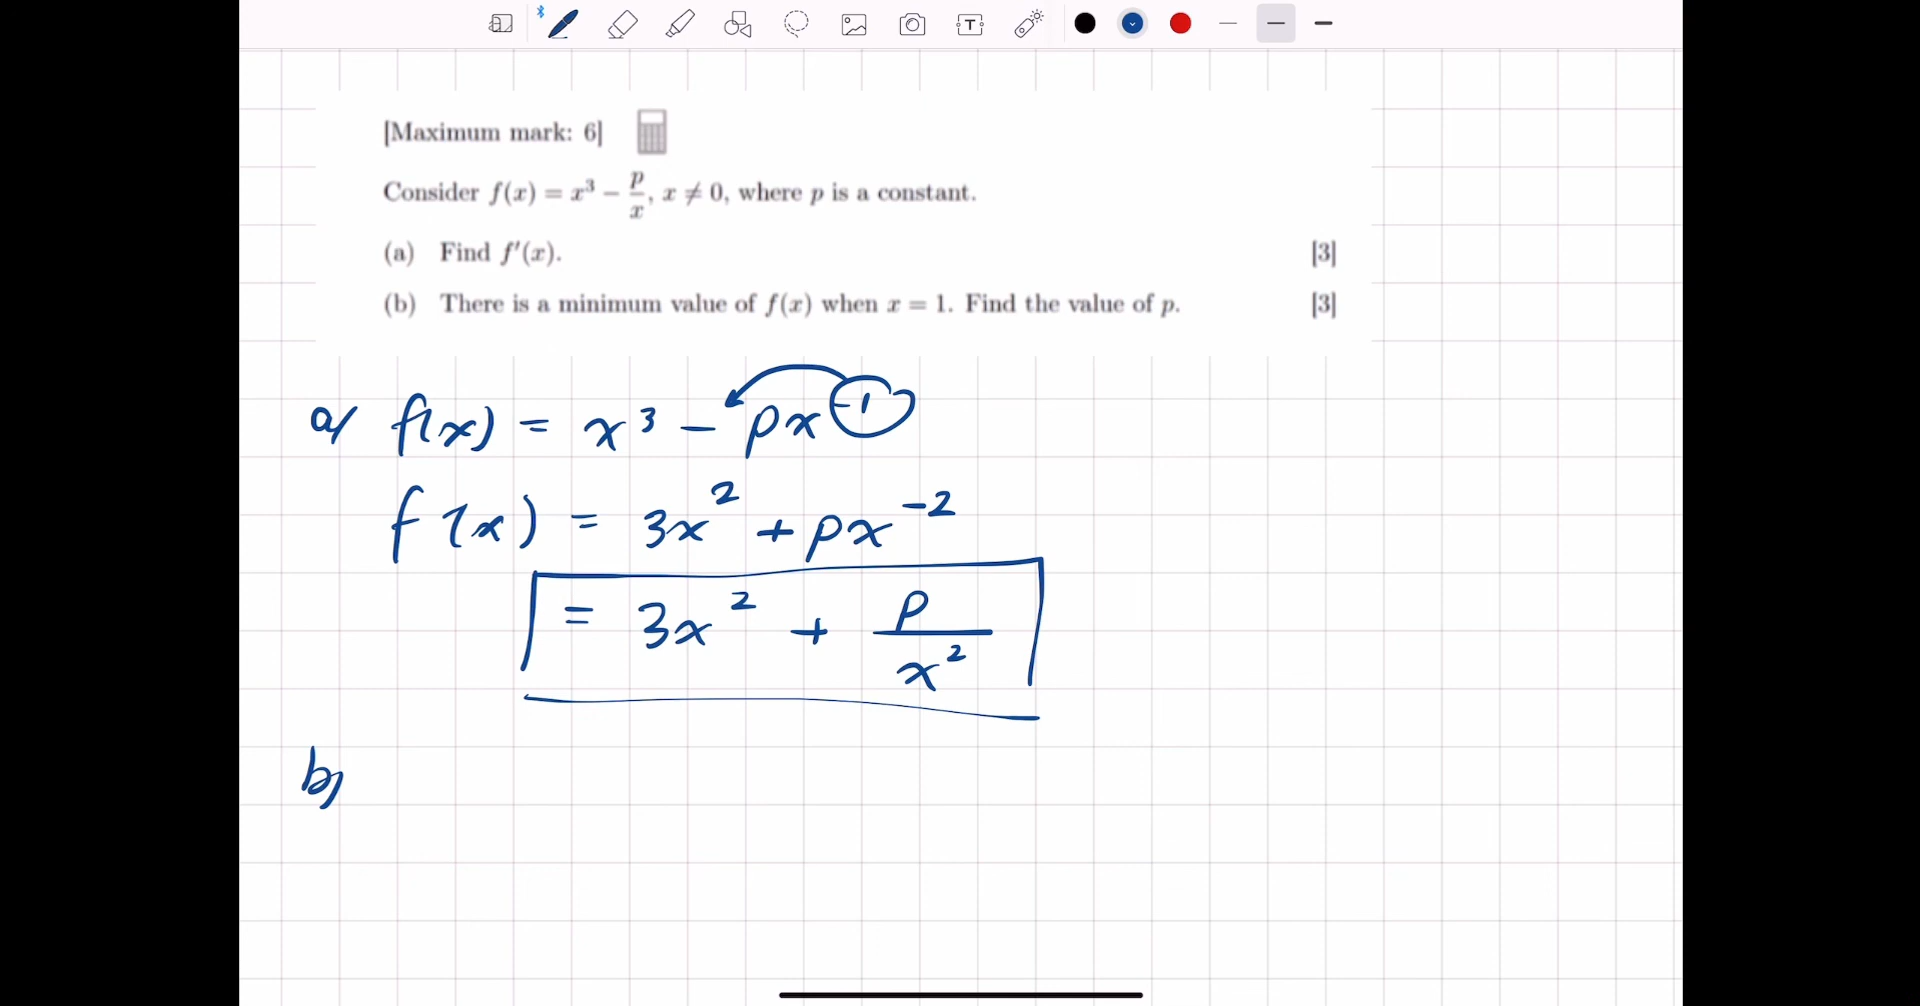 [Maximum mark: 6]
Consider f(x) = x³ − p/x, x ≠ 0, where p is a constant.
(a) Find f′(x). [3]
(b) There is a minimum value of f(x) when x = 1. Find the value of p. [3]
a) f(x) = x³ − px⁻¹
f'(x) = 3x² + px⁻²
= 3x² + p/x²
b)